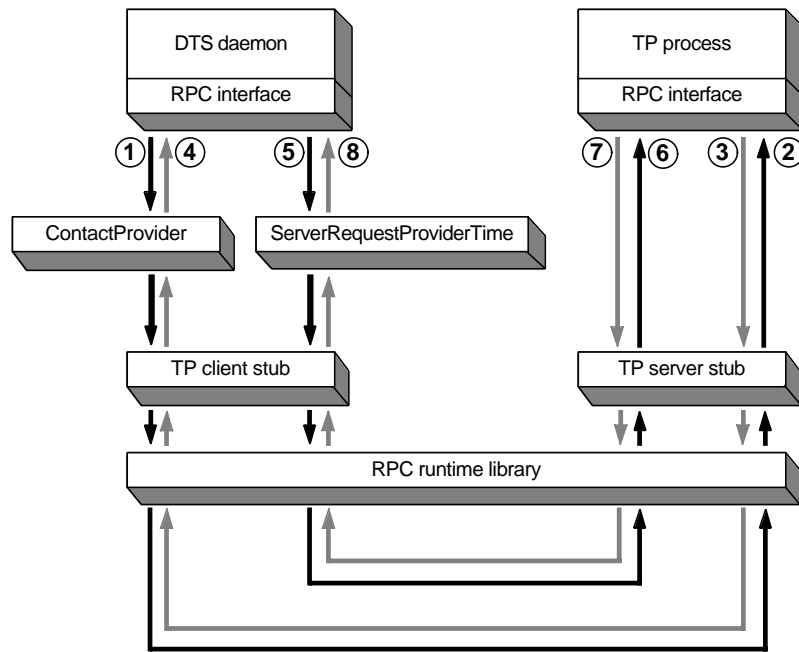 DTS daemon
TP process
RPC interface
RPC interface
1
4
5
8
7
6
3
2
ContactProvider
ServerRequestProviderTime
TP client stub
TP server stub
RPC runtime library